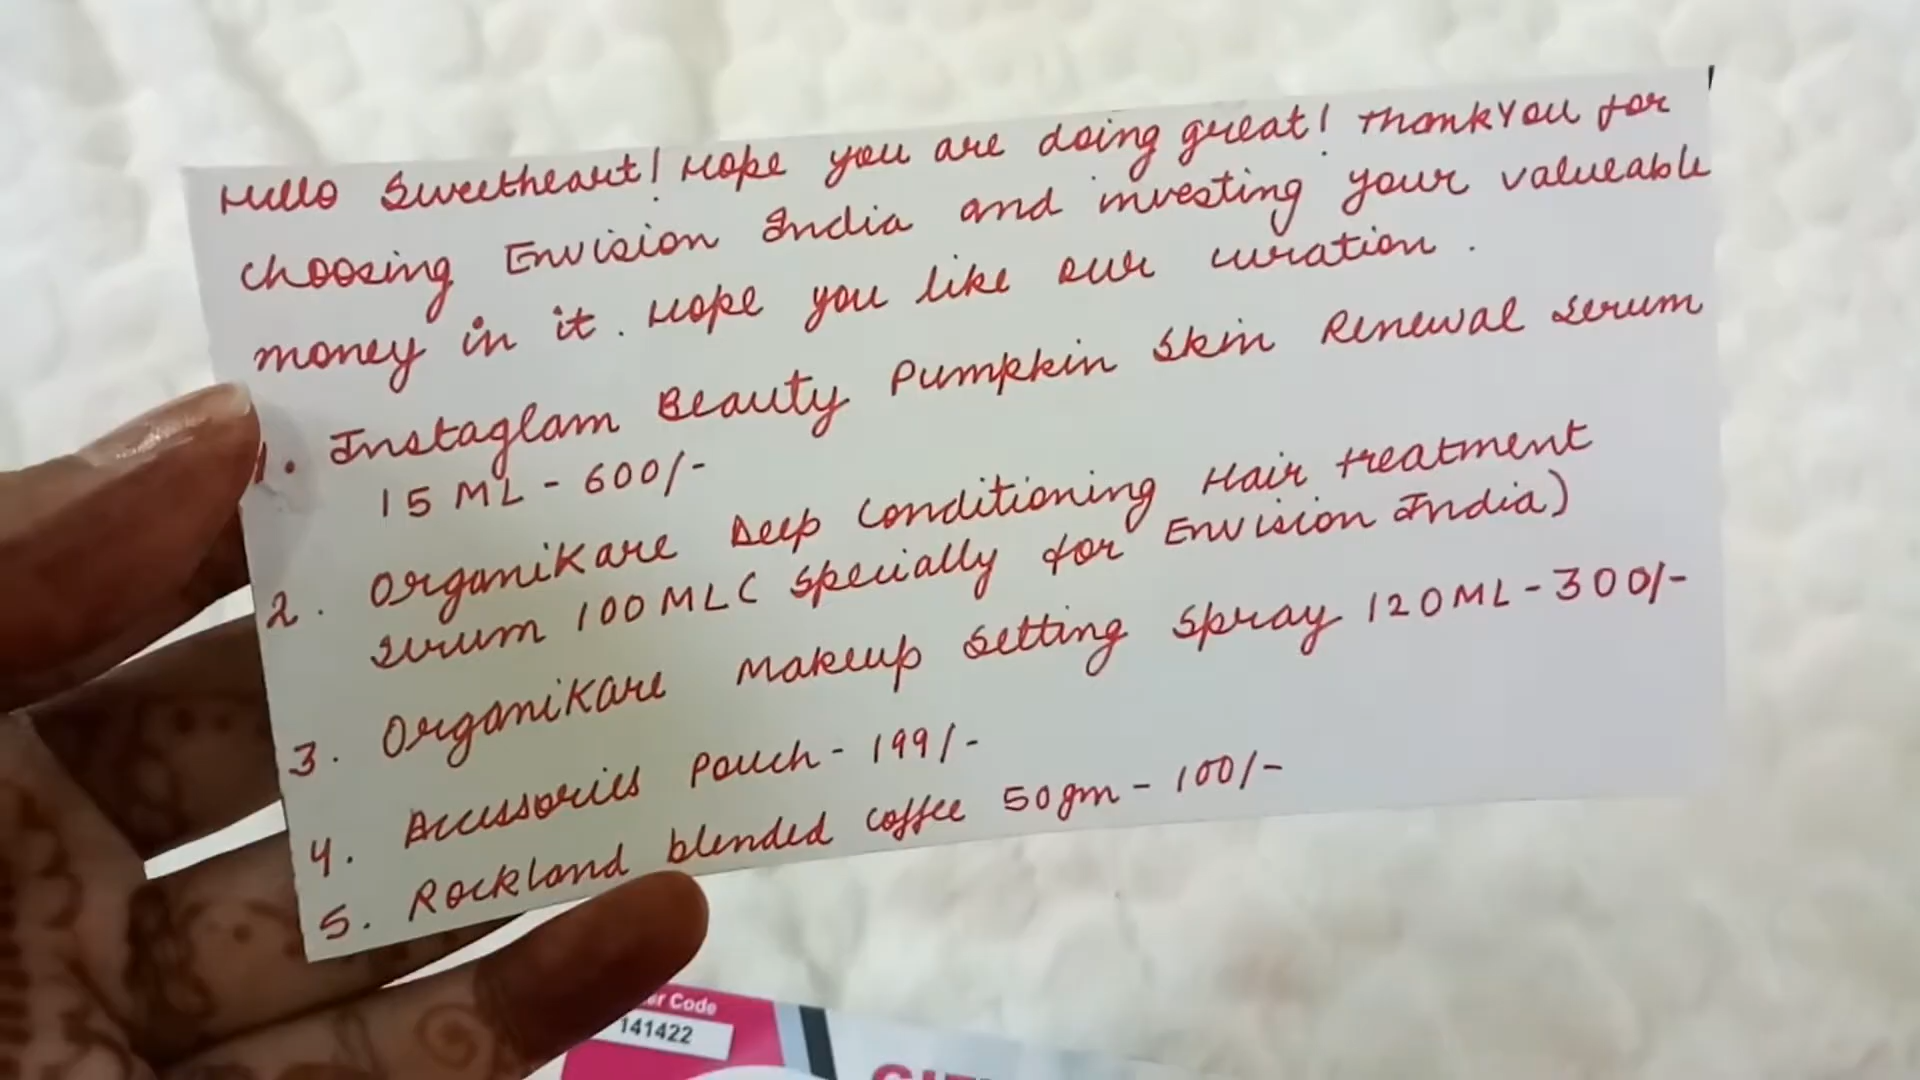 Hello Sweetheart! Hope you are doing great! Thankyou for
choosing Envision India and investing your valueable
money in it. Hope you like our curation.
1. Instaglam Beauty Pumpkin Skin Renewal Serum
15 ML - 600/-
2. Organikare Deep Conditioning Hair treatment
serum 100 ML ( specially for Envision India)
3. Organikare Makeup Setting Spray 120ML - 300/-
4. Accessories Pouch - 199/-
5. Rockland blended coffee 50gm - 100/-
Code
141422